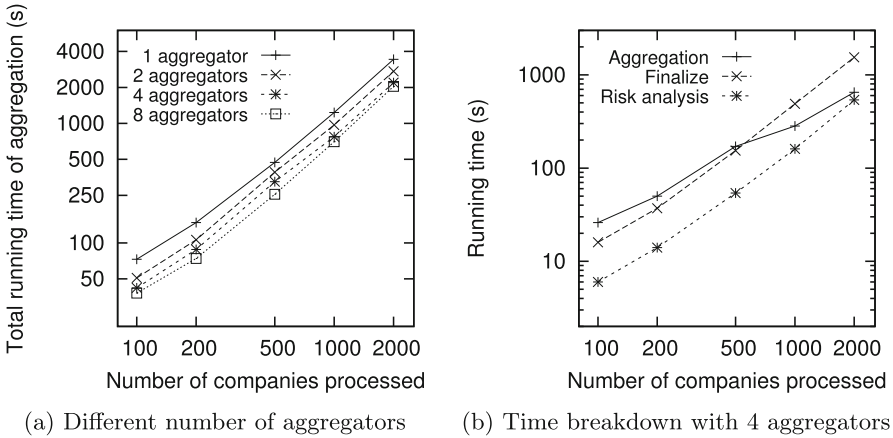 Total running time of aggregation (s)
4000
2000
1000
500
250
100
50
1 aggregator
2 aggregators
4 aggregators
8 aggregators
100 200 500 1000 2000
Number of companies processed
(a) Different number of aggregators
Running time (s)
1000
100
10
Aggregation
Finalize
Risk analysis
100 200 500 1000 2000
Number of companies processed
(b) Time breakdown with 4 aggregators